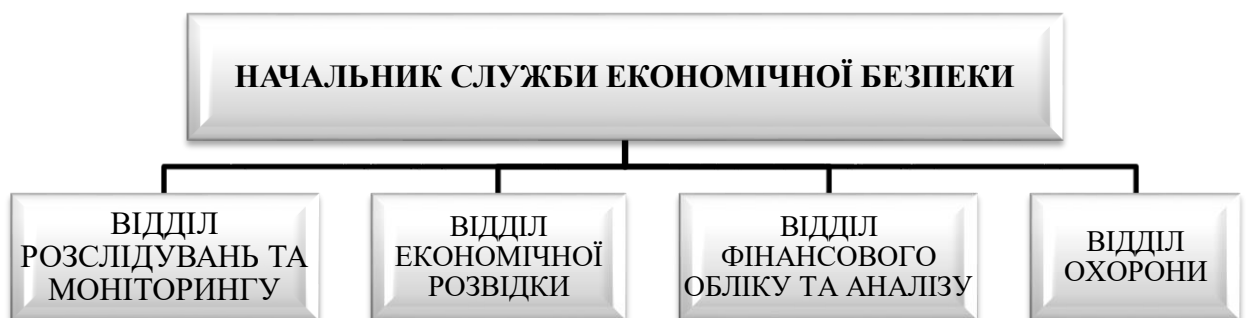 НАЧАЛЬНИК СЛУЖБИ ЕКОНОМІЧНОЇ БЕЗПЕКИ
ВІДДІЛ
РОЗСЛІДУВАНЬ ТА
МОНІТОРИНГУ
ВІДДІЛ
ЕКОНОМІЧНОЇ
РОЗВІДКИ
ВІДДІЛ
ФІНАНСОВОГО
ОБЛІКУ ТА АНАЛІЗУ
ВІДДІЛ
ОХОРОНИ